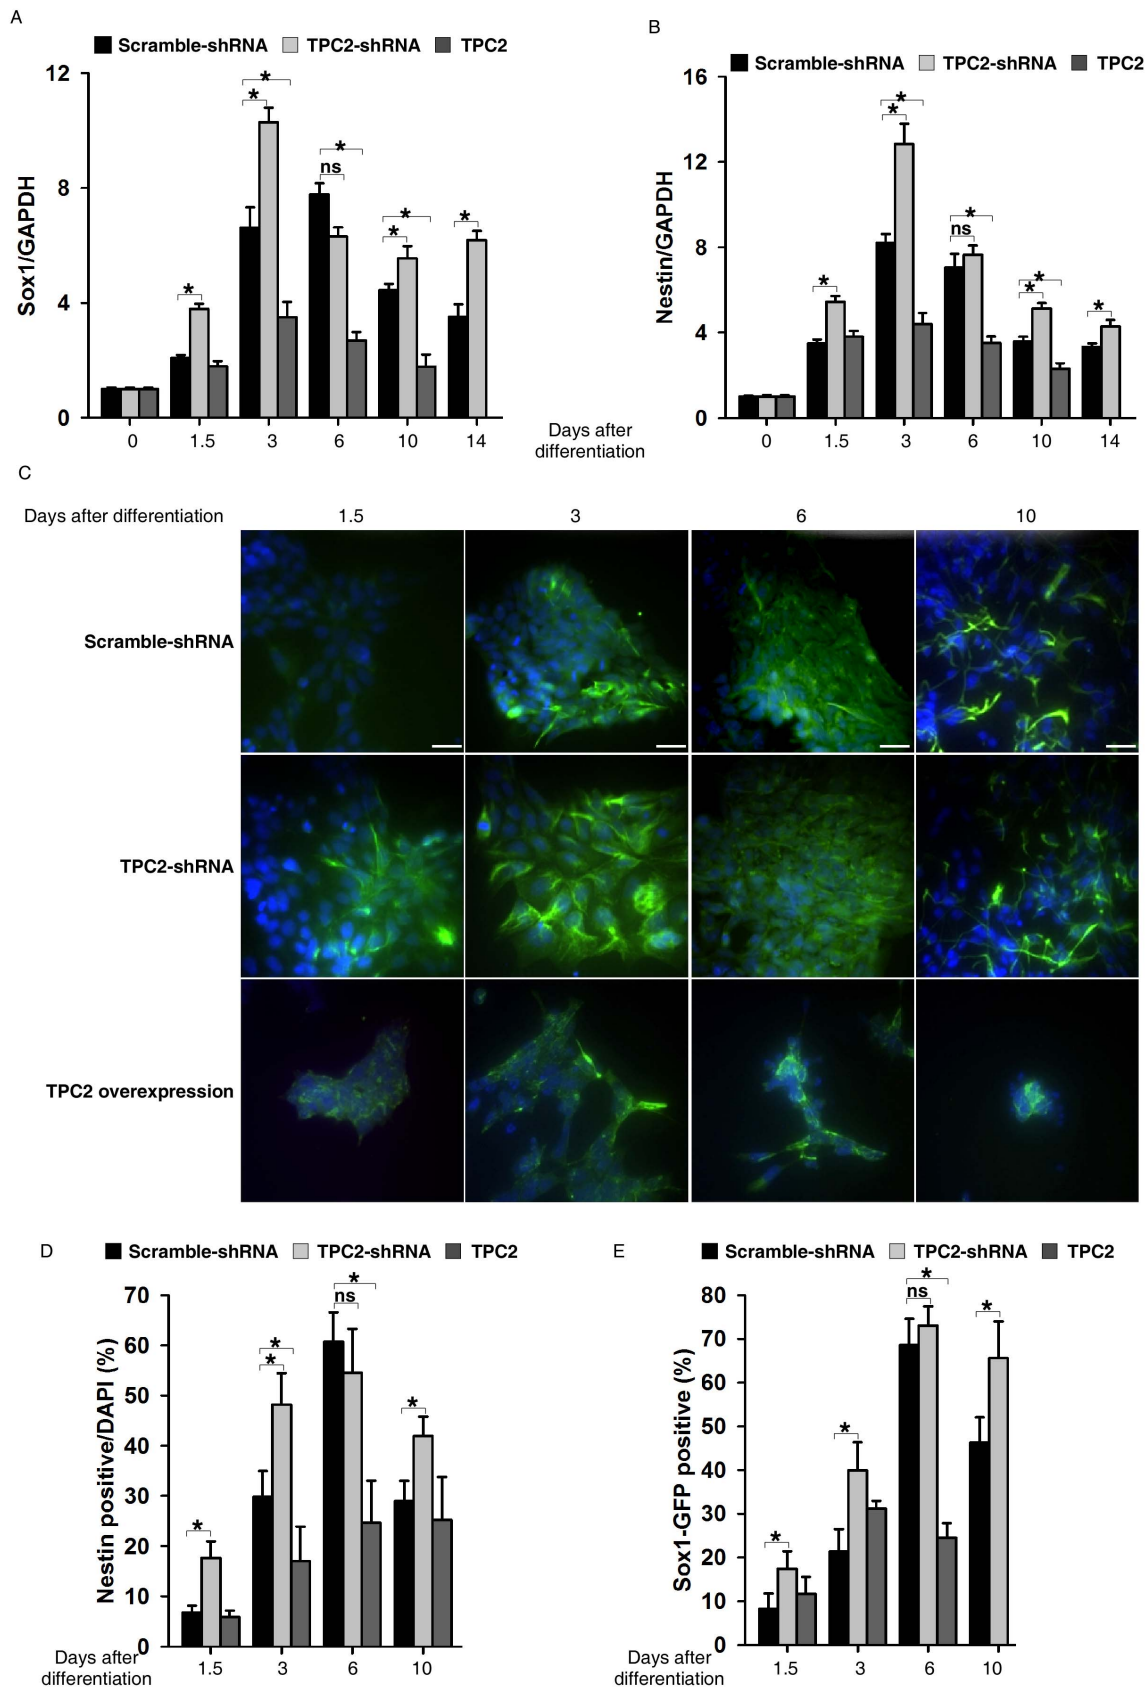 A
Scramble-shRNA TPC2-shRNA TPC2
12
8
4
0
Sox1/GAPDH
* * * ns * * * *
0 1.5 3 6 10 14
B
Scramble-shRNA TPC2-shRNA TPC2
16
12
8
4
0
Nestin/GAPDH
* * * ns * * * *
0 1.5 3 6 10 14
Days after
differentiation
C
Days after differentiation 1.5 3 6 10
Scramble-shRNA
TPC2-shRNA
TPC2 overexpression
D
Scramble-shRNA TPC2-shRNA TPC2
70
60
50
40
30
20
10
0
Nestin positive/DAPI (%)
* * * ns * *
1.5 3 6 10
Days after
differentiation
E
Scramble-shRNA TPC2-shRNA TPC2
80
70
60
50
40
30
20
10
0
Sox1-GFP positive (%)
* * ns * *
1.5 3 6 10
Days after
differentiation